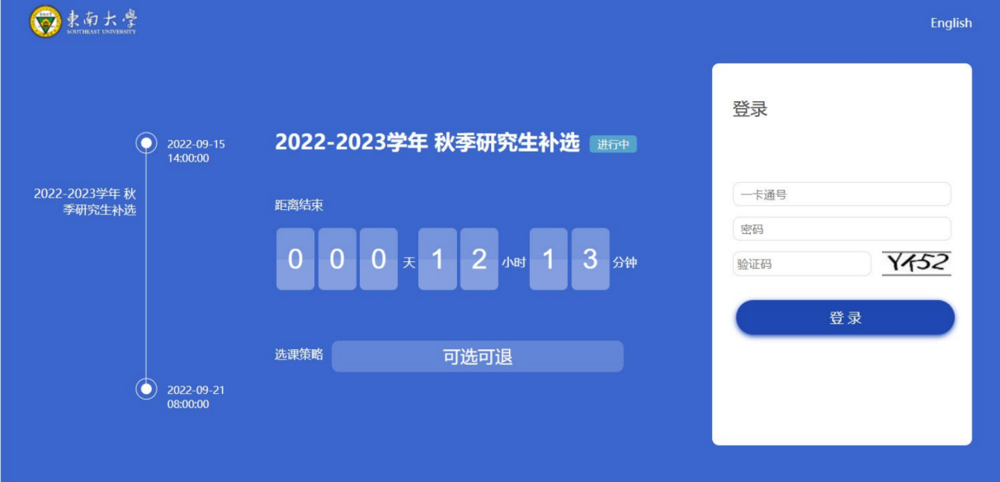 東南大學
SOUTHEAST UNIVERSITY
English
2022-09-15
14:00:00
2022-2023学年 秋
季研究生补选
2022-09-21
08:00:00
2022-2023学年 秋季研究生补选 进行中
距离结束
0 0 0 天 1 2 小时 1 3 分钟
选课策略 可选可退
登录
一卡通号
密码
验证码 Y452
登 录